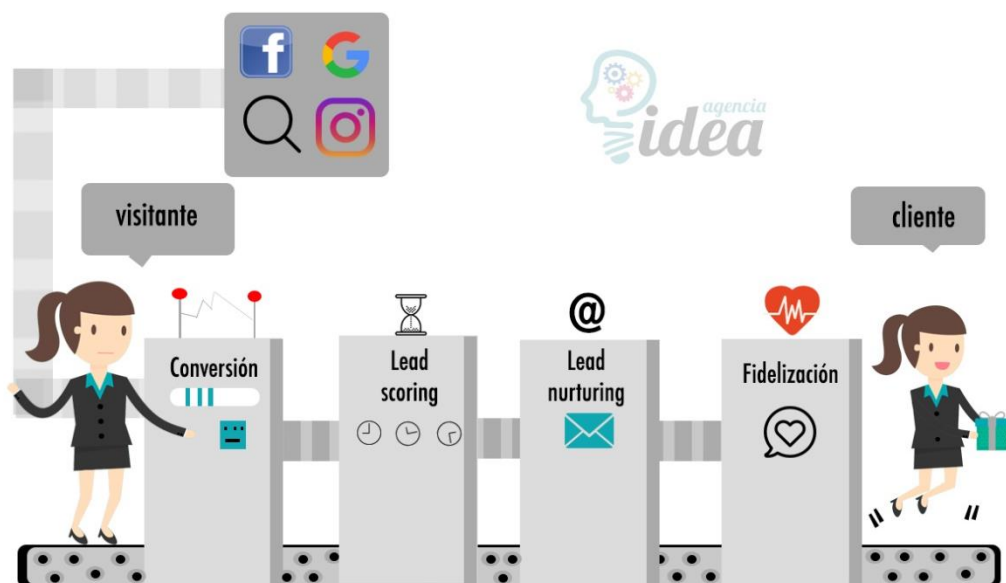 agencia
idea
visitante
cliente
Conversión
Lead
scoring
@
Lead
nurturing
Fidelización